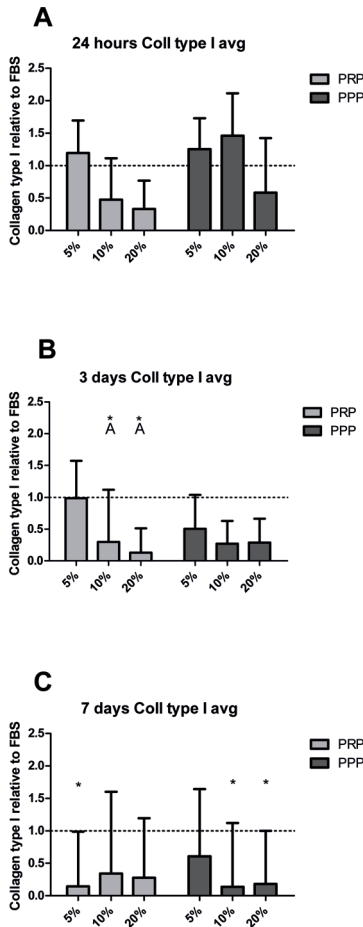 A
24 hours Coll type I avg
Collagen type I relative to FBS
2.5
2.0
1.5
1.0
0.5
0.0
5% 10% 20% 5% 10% 20%
PRP
PPP
B
3 days Coll type I avg
Collagen type I relative to FBS
2.5
2.0
1.5
1.0
0.5
0.0
* *
A A
5% 10% 20% 5% 10% 20%
PRP
PPP
C
7 days Coll type I avg
Collagen type I relative to FBS
2.5
2.0
1.5
1.0
0.5
0.0
* * *
5% 10% 20% 5% 10% 20%
PRP
PPP